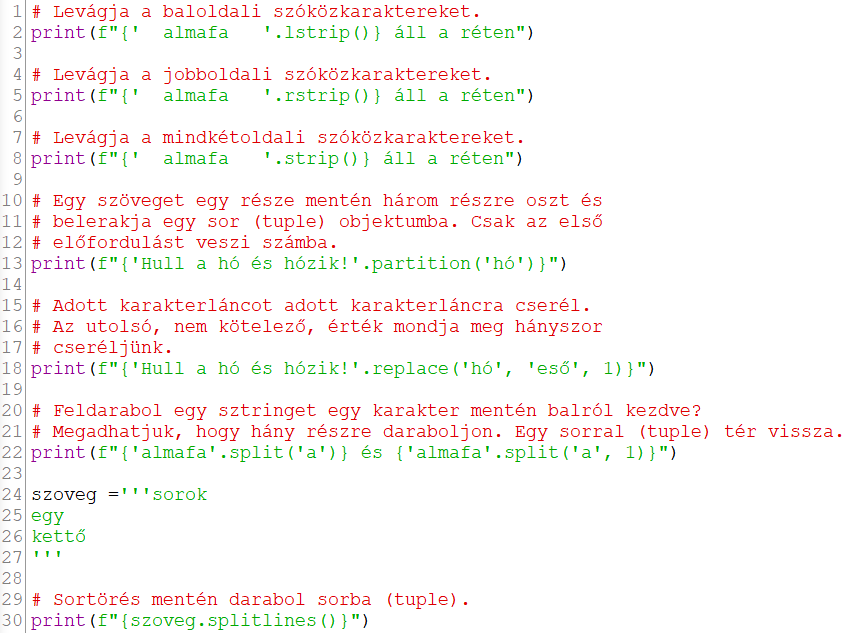 1 # Levágja a baloldali szóközkaraktereket.
2 print(f"{'  almafa   '.lstrip()} áll a réten")
3
4 # Levágja a jobboldali szóközkaraktereket.
5 print(f"{'  almafa   '.rstrip()} áll a réten")
6
7 # Levágja a mindkétoldali szóközkaraktereket.
8 print(f"{'  almafa   '.strip()} áll a réten")
9
10 # Egy szöveget egy része mentén három részre oszt és
11 # belerakja egy sor (tuple) objektumba. Csak az első
12 # előfordulást veszi számba.
13 print(f"{'Hull a hó és hózik!'.partition('hó')}")
14
15 # Adott karakterláncot adott karakterláncra cserél.
16 # Az utolsó, nem kötelező, érték mondja meg hányszor
17 # cseréljünk.
18 print(f"{'Hull a hó és hózik!'.replace('hó', 'eső', 1)}")
19
20 # Feldarabol egy sztringet egy karakter mentén balról kezdve?
21 # Megadhatjuk, hogy hány részre daraboljon. Egy sorral (tuple) tér vissza.
22 print(f"{'almafa'.split('a')} és {'almafa'.split('a', 1)}")
23
24 szoveg ='''sorok
25 egy
26 kettő
27 '''
28
29 # Sortörés mentén darabol sorba (tuple).
30 print(f"{szoveg.splitlines()}")